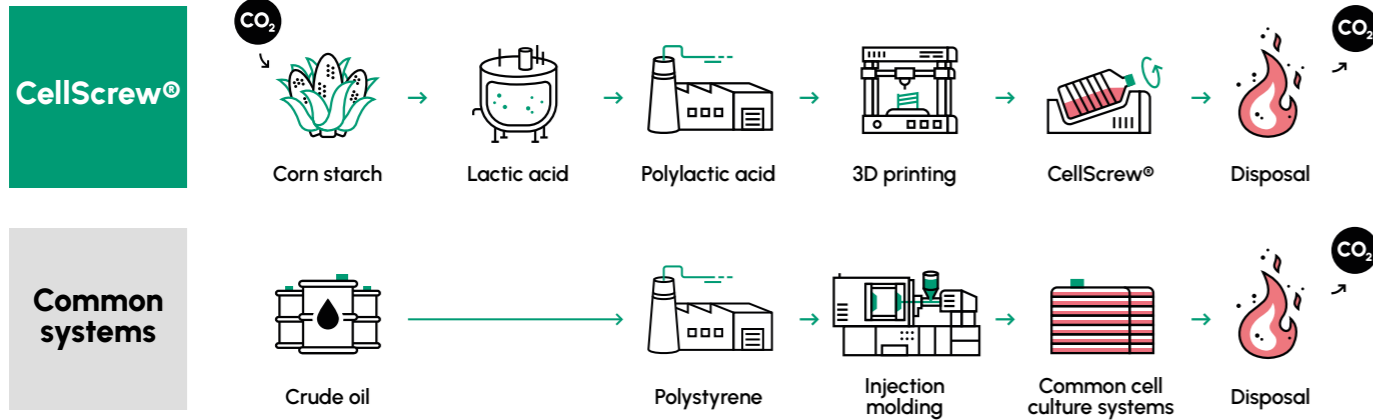 CO₂
CO₂
CellScrew®
Corn starch
Lactic acid
Polylactic acid
3D printing
CellScrew®
Disposal
CO₂
Common
systems
Crude oil
Polystyrene
Injection
molding
Common cell
culture systems
Disposal